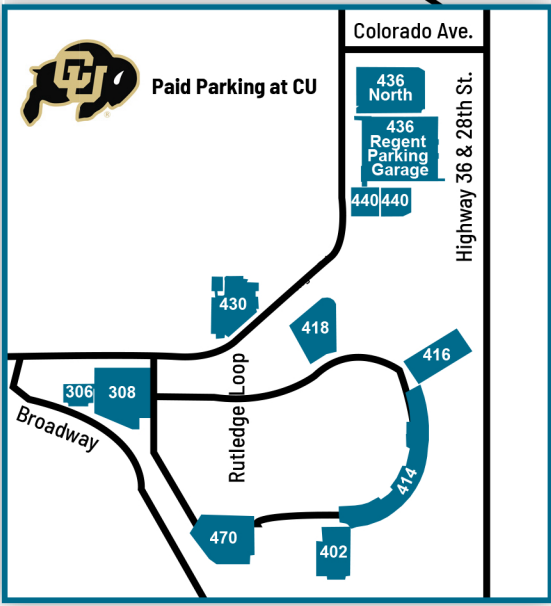 Colorado Ave.
CU
®
Paid Parking at CU
436
North
436
Regent
Parking
Garage
440 440
Highway 36 & 28th St.
430
418
416
306
308
Broadway
Rutledge Loop
414
470
402